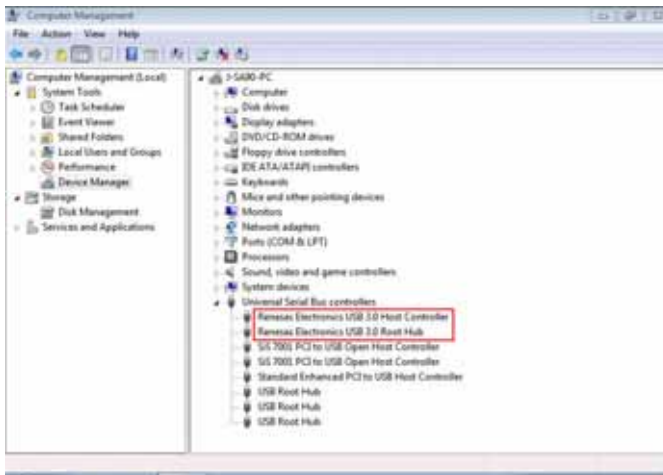 Computer Management
File Action View Help
Computer Management (Local)
System Tools
Task Scheduler
Event Viewer
Shared Folders
Local Users and Groups
Performance
Device Manager
Storage
Disk Management
Services and Applications
Computer
Disk drives
Display adapters
DVD/CD-ROM drives
Floppy drive controllers
IDE ATA/ATAPI controllers
Keyboards
Mice and other pointing devices
Monitors
Network adapters
Ports (COM & LPT)
Processors
Sound, video and game controllers
System devices
Universal Serial Bus controllers
Renesas Electronics USB 3.0 Host Controller
Renesas Electronics USB 3.0 Root Hub
SiS 7001 PCI to USB Open Host Controller
SiS 7001 PCI to USB Open Host Controller
Standard Enhanced PCI to USB Host Controller
USB Root Hub
USB Root Hub
USB Root Hub